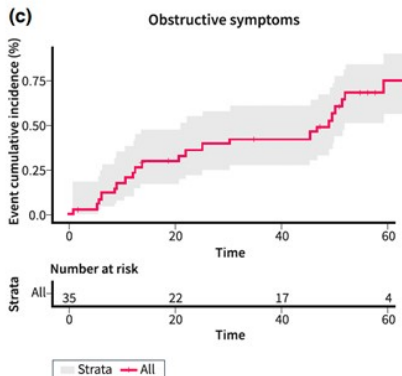 (c)
Obstructive symptoms
Event cumulative incidence (%)
0.75
0.50
0.25
0.0
0 20 40 60
Time
Number at risk
Strata
All
35 22 17 4
0 20 40 60
Time
Strata All